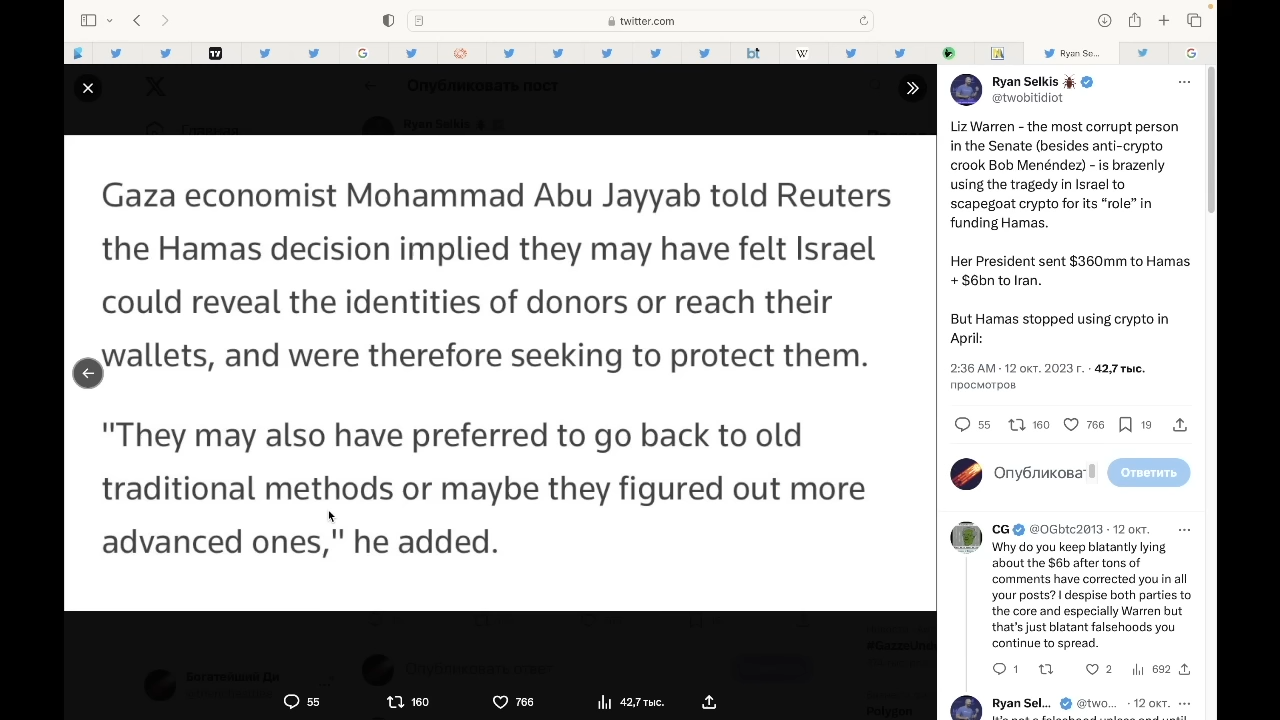 twitter.com
Ryan Se...
Опубликовать пост
Ryan Selkis
Gaza economist Mohammad Abu Jayyab told Reuters
the Hamas decision implied they may have felt Israel
could reveal the identities of donors or reach their
wallets, and were therefore seeking to protect them.
"They may also have preferred to go back to old
traditional methods or maybe they figured out more
advanced ones," he added.
Богатейший Ди
Опубликовать ответ
Polygon
55
160
766
42,7 тыс.
Ryan Selkis
@twobitidiot
Liz Warren - the most corrupt person
in the Senate (besides anti-crypto
crook Bob Menéndez) - is brazenly
using the tragedy in Israel to
scapegoat crypto for its “role” in
funding Hamas.
Her President sent $360mm to Hamas
+ $6bn to Iran.
But Hamas stopped using crypto in
April:
2:36 AM · 12 окт. 2023 г. · 42,7 тыс.
просмотров
55 160 766 19
Опубликова
Ответить
CG @OGbtc2013 · 12 окт.
Why do you keep blatantly lying
about the $6b after tons of
comments have corrected you in all
your posts? I despise both parties to
the core and especially Warren but
that’s just blatant falsehoods you
continue to spread.
1 2 692
Ryan Sel... @two... · 12 окт.